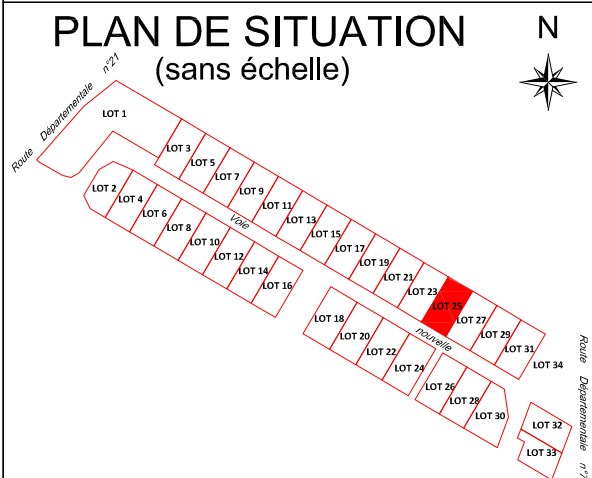 PLAN DE SITUATION
(sans échelle)
N
Route Départementale n°21
LOT 1
LOT 3
LOT 5
LOT 7
LOT 9
LOT 11
LOT 13
LOT 15
LOT 17
LOT 19
LOT 21
LOT 23
LOT 25
LOT 27
LOT 29
LOT 31
LOT 34
Voie nouvelle
LOT 2
LOT 4
LOT 6
LOT 8
LOT 10
LOT 12
LOT 14
LOT 16
LOT 18
LOT 20
LOT 22
LOT 24
LOT 26
LOT 28
LOT 30
LOT 32
LOT 33
Route Départementale